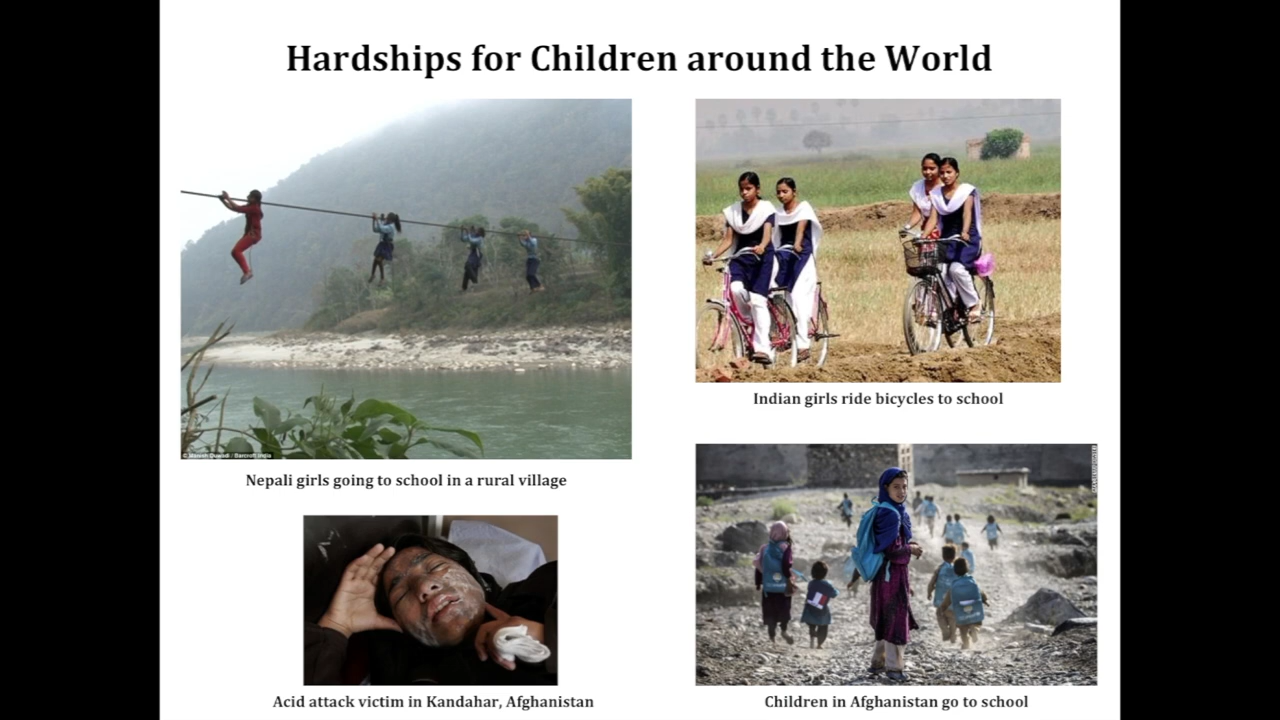 Hardships for Children around the World
Indian girls ride bicycles to school
Nepali girls going to school in a rural village
Acid attack victim in Kandahar, Afghanistan
Children in Afghanistan go to school